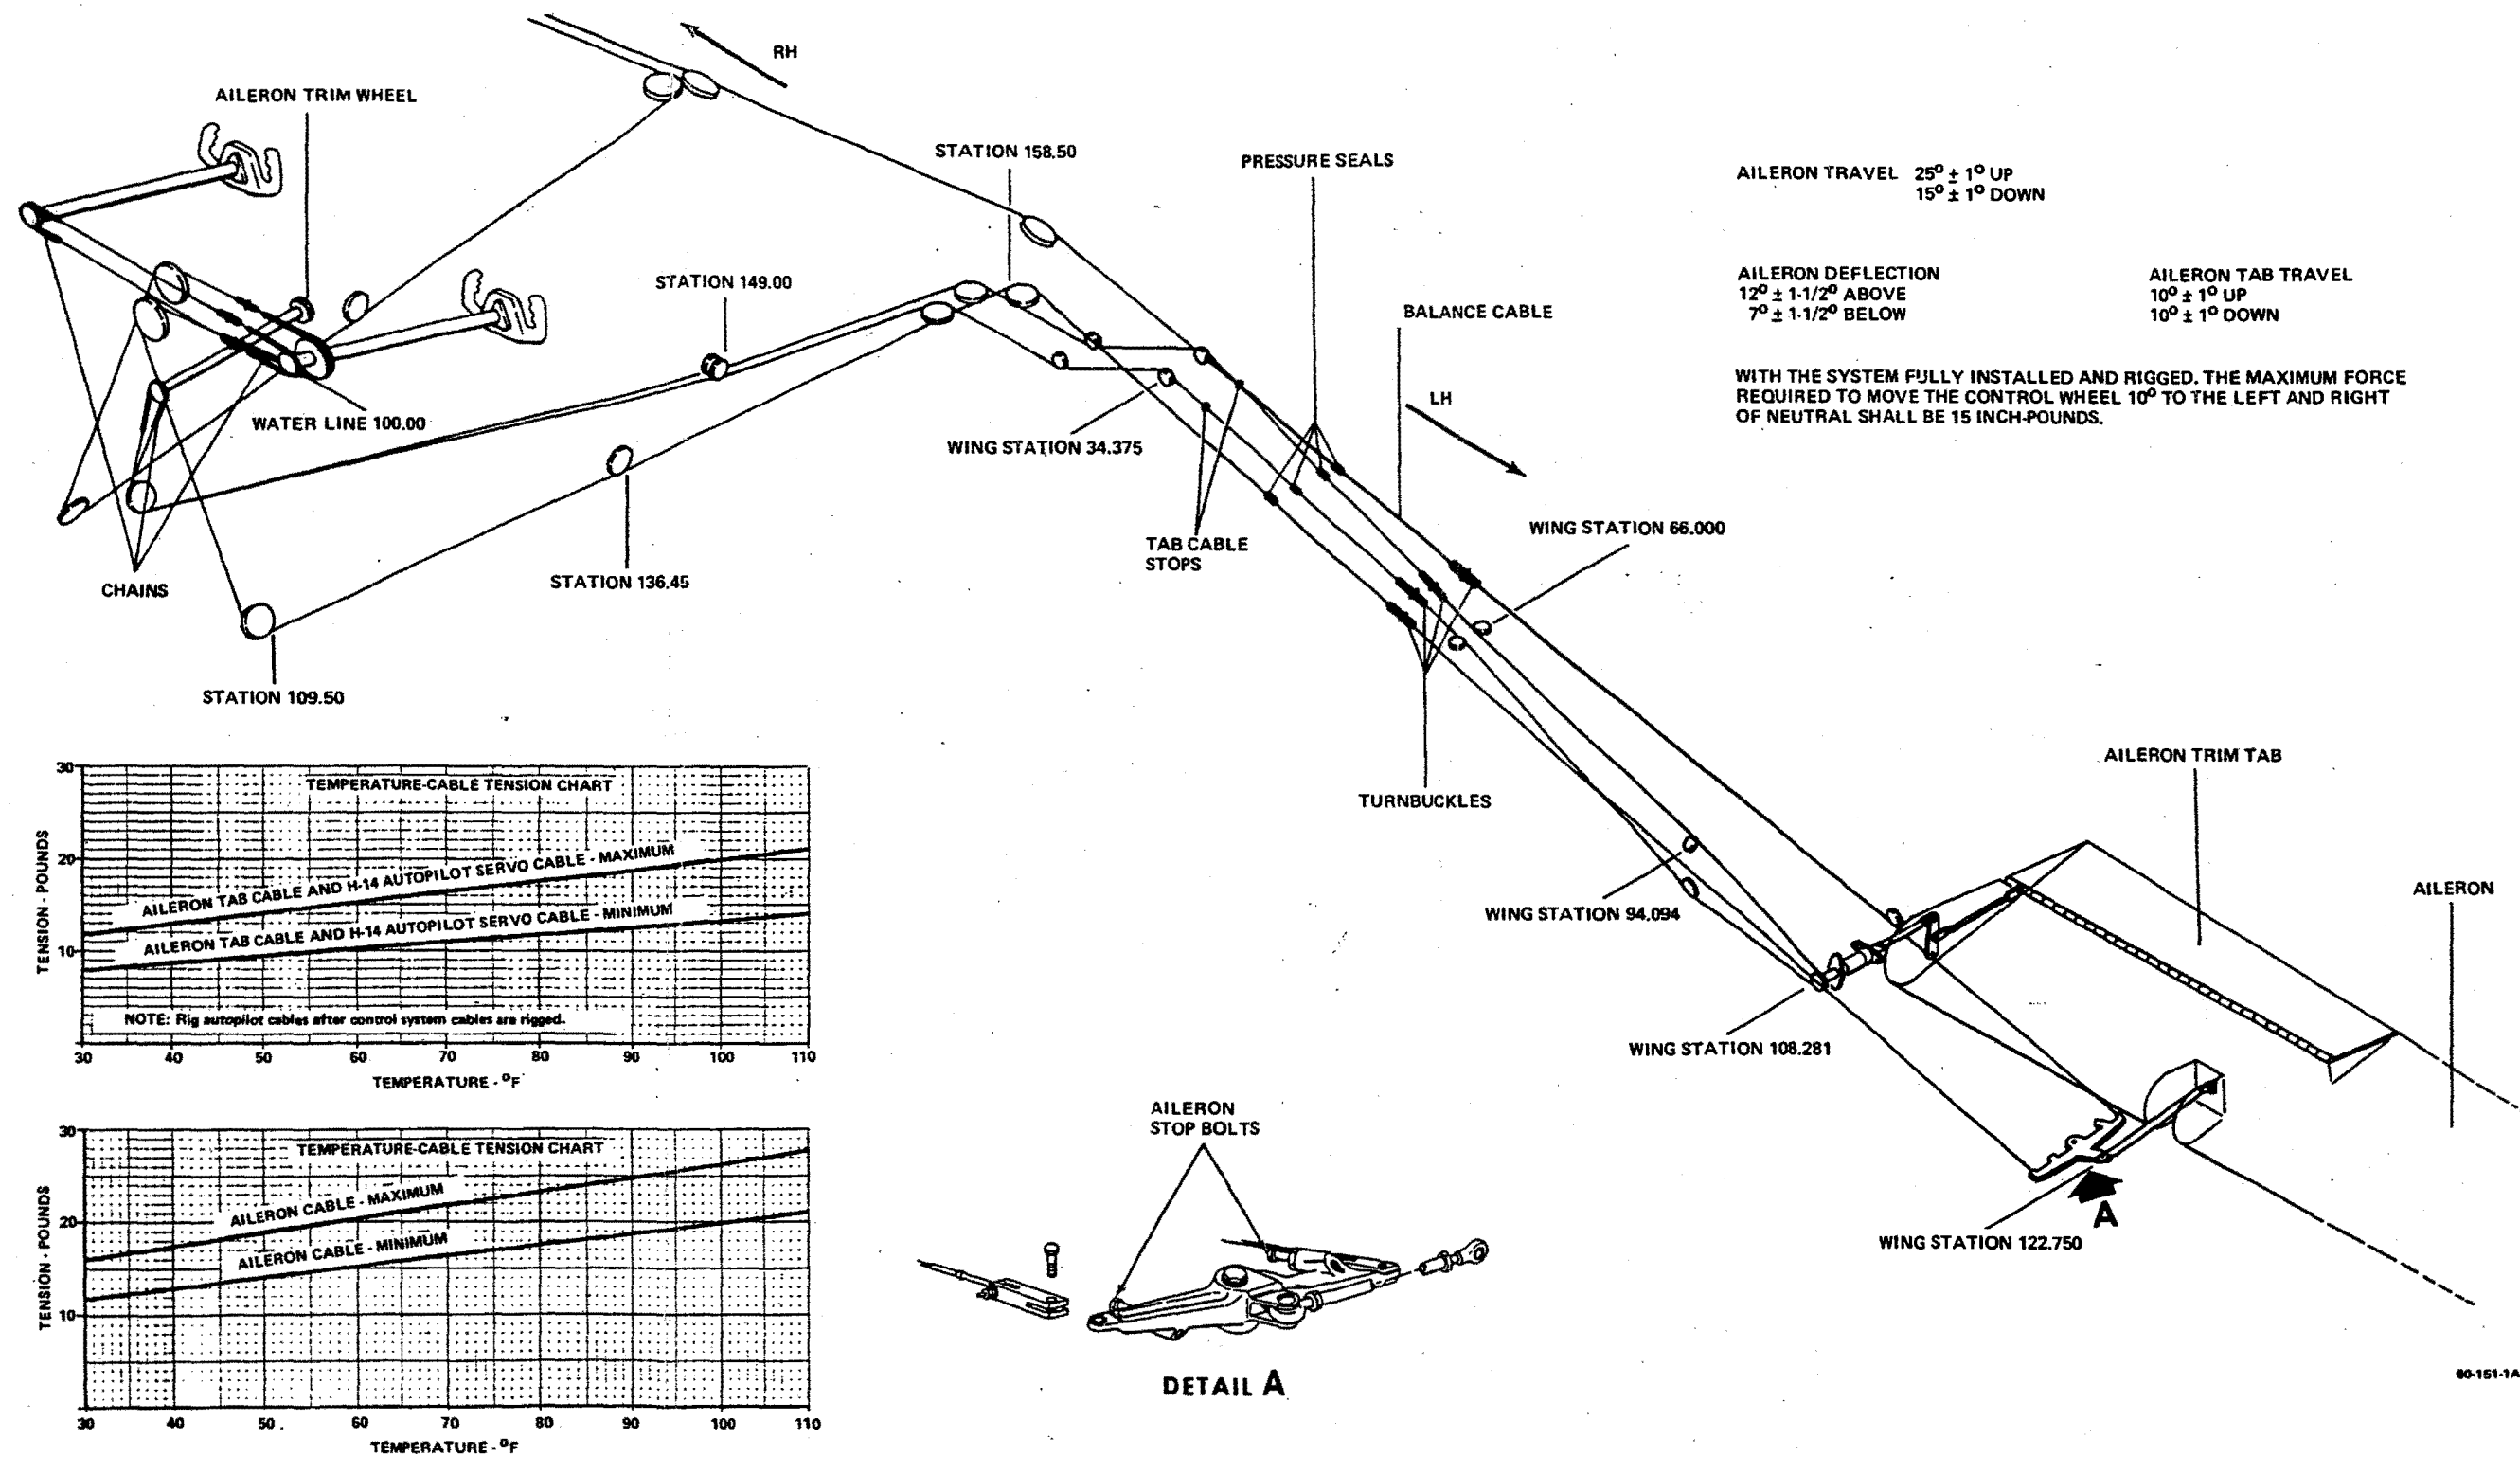 RH
AILERON TRIM WHEEL
STATION 158.50
PRESSURE SEALS
AILERON TRAVEL 25° ± 1° UP
15° ± 1° DOWN
STATION 149.00
AILERON DEFLECTION
12° ± 1-1/2° ABOVE
7° ± 1-1/2° BELOW
AILERON TAB TRAVEL
10° ± 1° UP
10° ± 1° DOWN
BALANCE CABLE
WITH THE SYSTEM FULLY INSTALLED AND RIGGED. THE MAXIMUM FORCE
REQUIRED TO MOVE THE CONTROL WHEEL 10° TO THE LEFT AND RIGHT
OF NEUTRAL SHALL BE 15 INCH-POUNDS.
LH
WATER LINE 100.00
WING STATION 34.375
WING STATION 66.000
TAB CABLE
STOPS
CHAINS
STATION 136.45
STATION 109.50
TURNBUCKLES
AILERON TRIM TAB
AILERON
WING STATION 94.094
WING STATION 108.281
WING STATION 122.750
A
TEMPERATURE-CABLE TENSION CHART
TENSION - POUNDS
30
20
10
AILERON TAB CABLE AND H-14 AUTOPILOT SERVO CABLE - MAXIMUM
AILERON TAB CABLE AND H-14 AUTOPILOT SERVO CABLE - MINIMUM
NOTE: Rig autopilot cables after control system cables are rigged.
30 40 50 60 70 80 90 100 110
TEMPERATURE - °F
TEMPERATURE-CABLE TENSION CHART
TENSION - POUNDS
30
20
10
AILERON CABLE - MAXIMUM
AILERON CABLE - MINIMUM
30 40 50 60 70 80 90 100 110
TEMPERATURE - °F
AILERON
STOP BOLTS
DETAIL A
90-151-1A